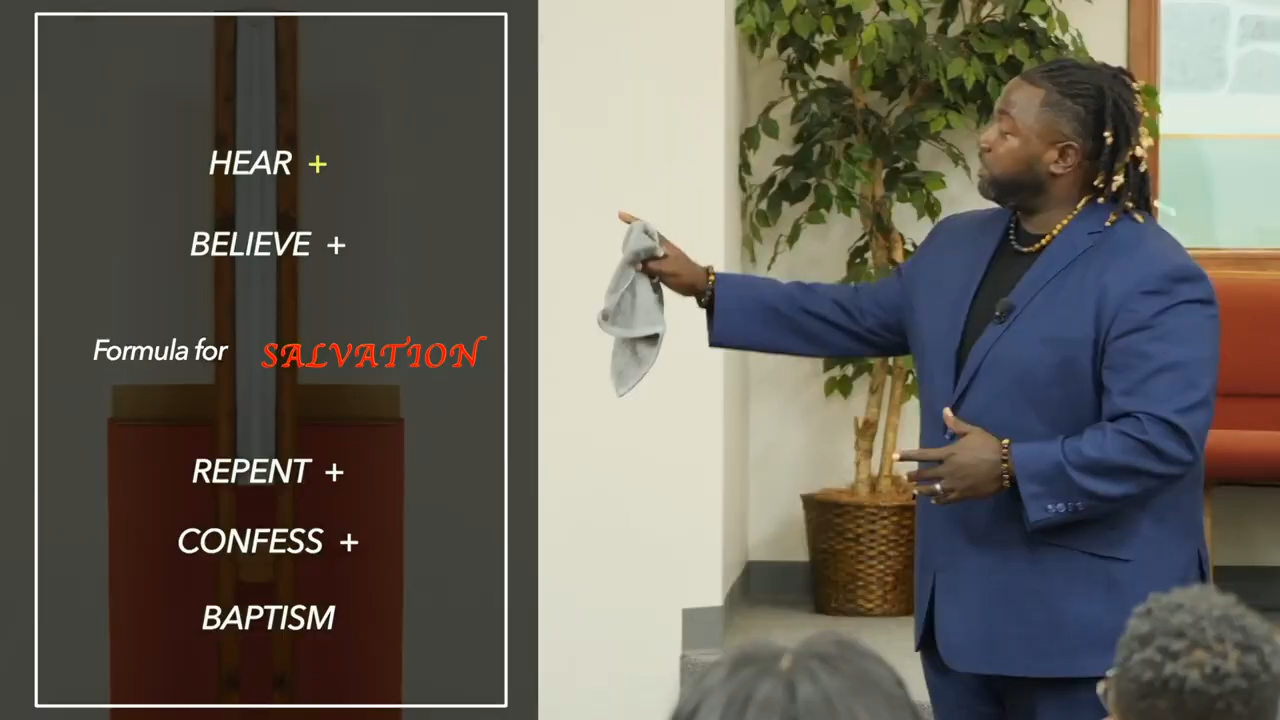 HEAR +
BELIEVE +
Formula for SALVATION
REPENT +
CONFESS +
BAPTISM